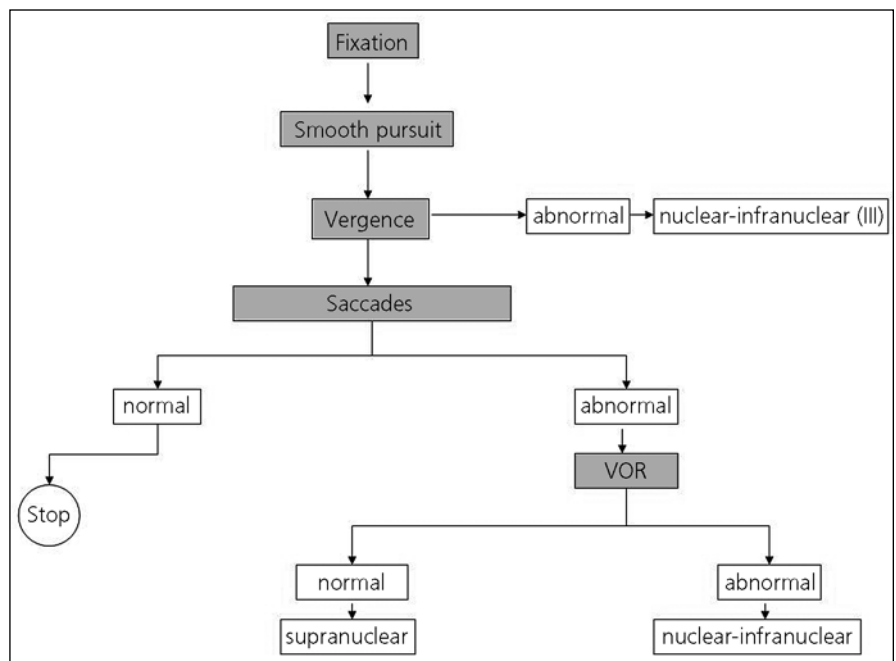 Fixation
Smooth pursuit
Vergence
abnormal
nuclear-infranuclear (III)
Saccades
normal
abnormal
VOR
Stop
normal
abnormal
supranuclear
nuclear-infranuclear